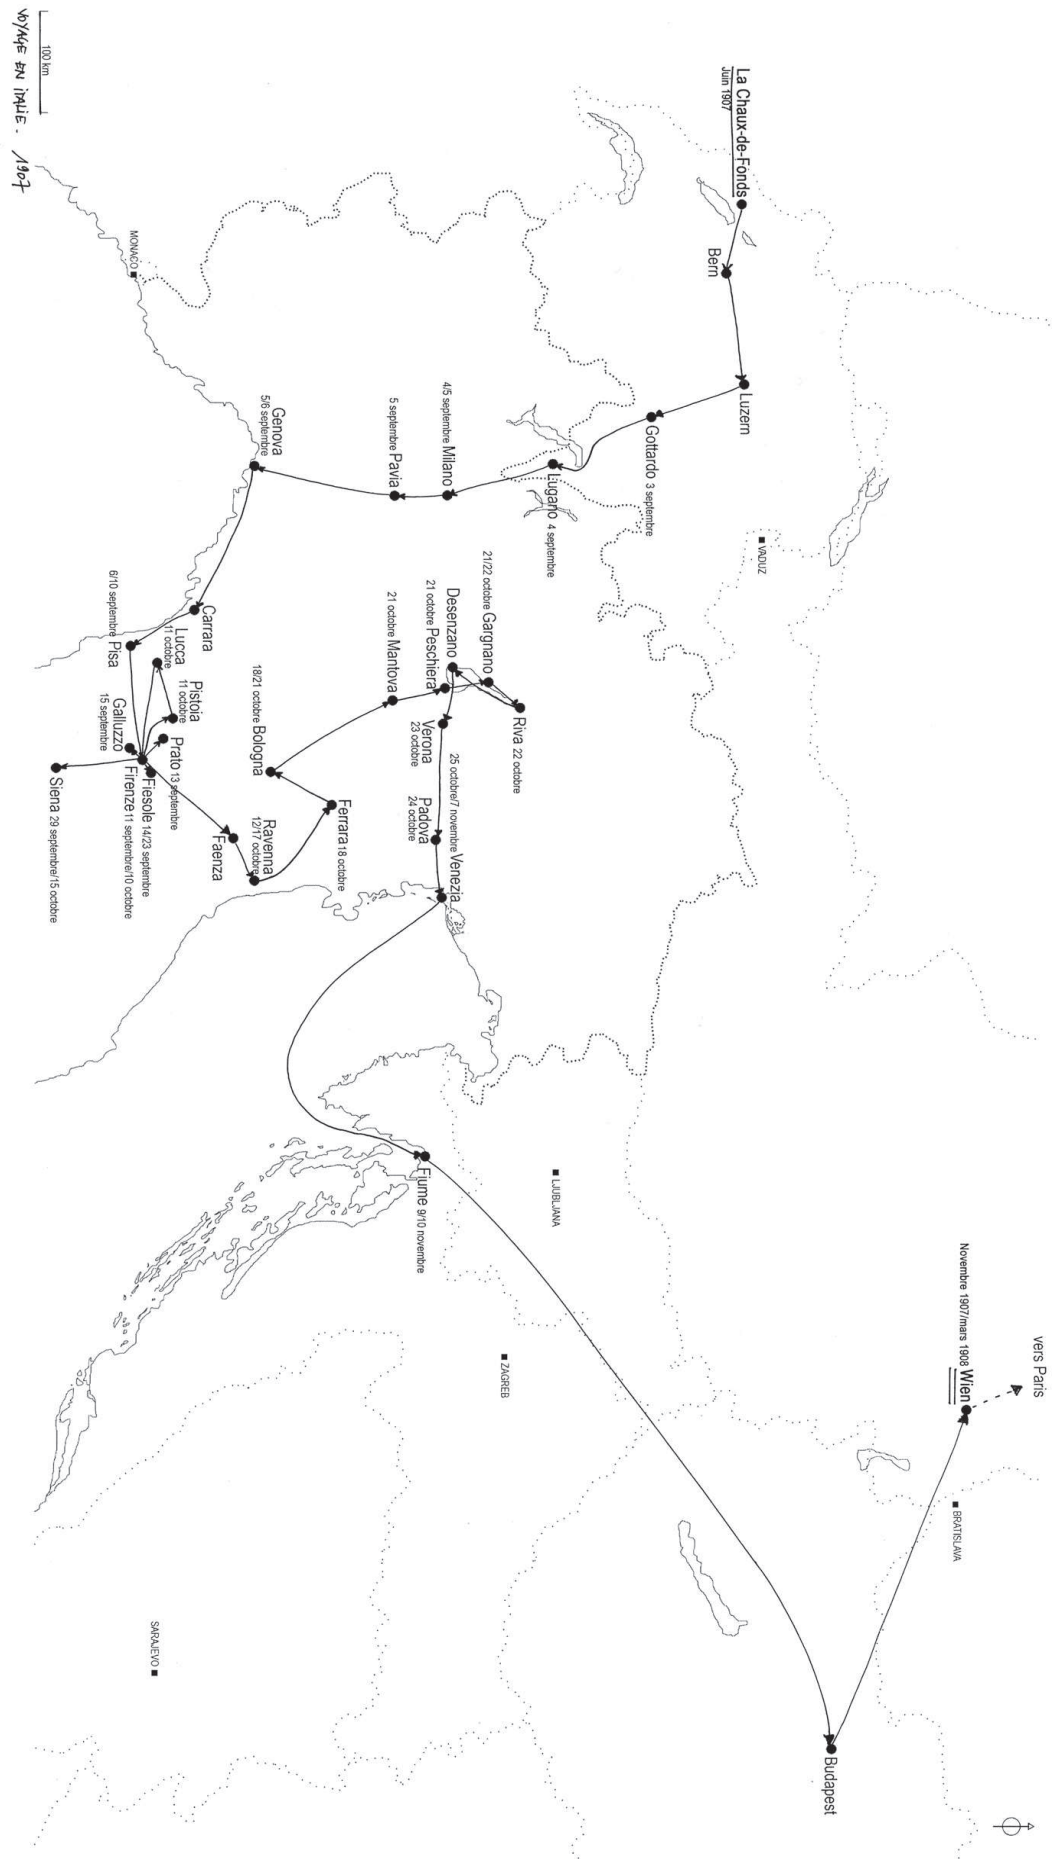 vers Paris
Novembre 1907/mars 1908 Wien
BRATISLAVA
Budapest
La Chaux-de-Fonds
Juin 1907
Bern
Luzern
VADUZ
Gottardo 3 septembre
Lugano 4 septembre
4/5 septembre Milano
5 septembre Pavia
Genova
5/6 septembre
MONACO
Carrara
6/10 septembre Pisa
Lucca
11 octobre
Pistoia
11 octobre
Prato 13 septembre
Galluzzo
15 septembre
Fiesole 14/23 septembre
Firenze 11 septembre/10 octobre
Siena 29 septembre/15 octobre
Faenza
Ravenna
12/17 octobre
Ferrara 18 octobre
18/21 octobre Bologna
21 octobre Mantova
21 octobre Peschiera
Desenzano
21/22 octobre Gargnano
Riva 22 octobre
Verona
23 octobre
Padova
24 octobre
25 octobre/7 novembre Venezia
Fiume 9/10 novembre
LJUBLJANA
ZAGREB
SARAJEVO
100 km
VOYAGE EN ITALIE. 1907